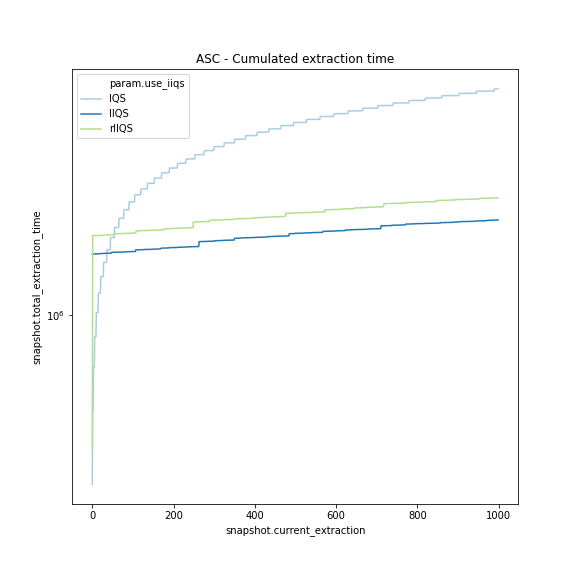 ASC - Cumulated extraction time
param.use_iiqs
IQS
IIQS
rIIQS
snapshot.total_extraction_time
10^6
0
200
400
600
800
1000
snapshot.current_extraction